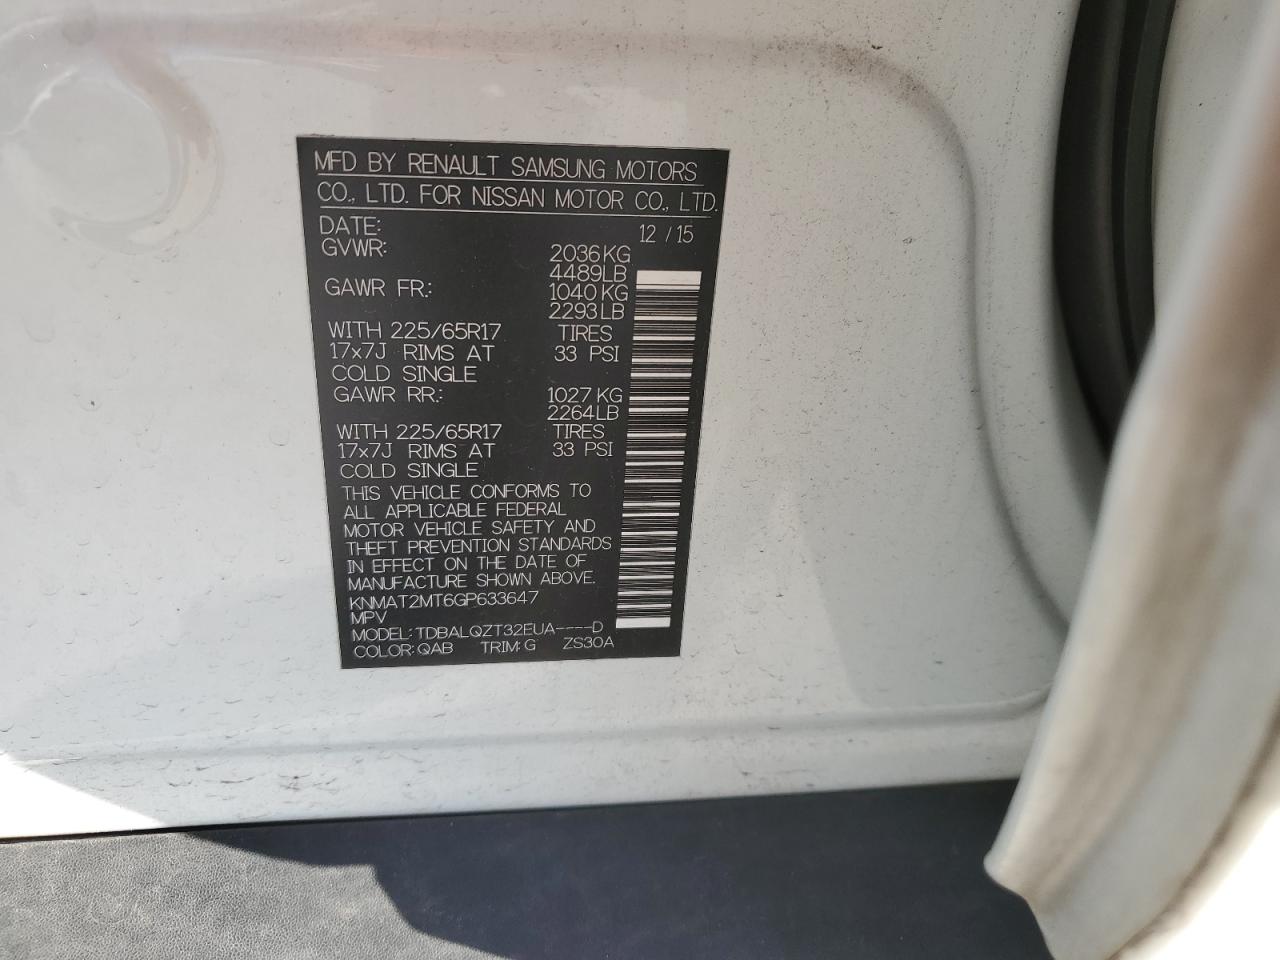 MFD BY RENAULT SAMSUNG MOTORS
CO., LTD. FOR NISSAN MOTOR CO., LTD.
DATE: 12 / 15
GVWR: 2036 KG
4489LB
GAWR FR.: 1040 KG
2293 LB
WITH 225/65R17 TIRES
17x7J RIMS AT 33 PSI
COLD SINGLE
GAWR RR.: 1027 KG
2264 LB
WITH 225/65R17 TIRES
17x7J RIMS AT 33 PSI
COLD SINGLE
THIS VEHICLE CONFORMS TO
ALL APPLICABLE FEDERAL
MOTOR VEHICLE SAFETY AND
THEFT PREVENTION STANDARDS
IN EFFECT ON THE DATE OF
MANUFACTURE SHOWN ABOVE.
KNMAT2MT6GP633647
MPV
MODEL: TDBALQZT32EUA----D
COLOR: QAB TRIM: G ZS30A